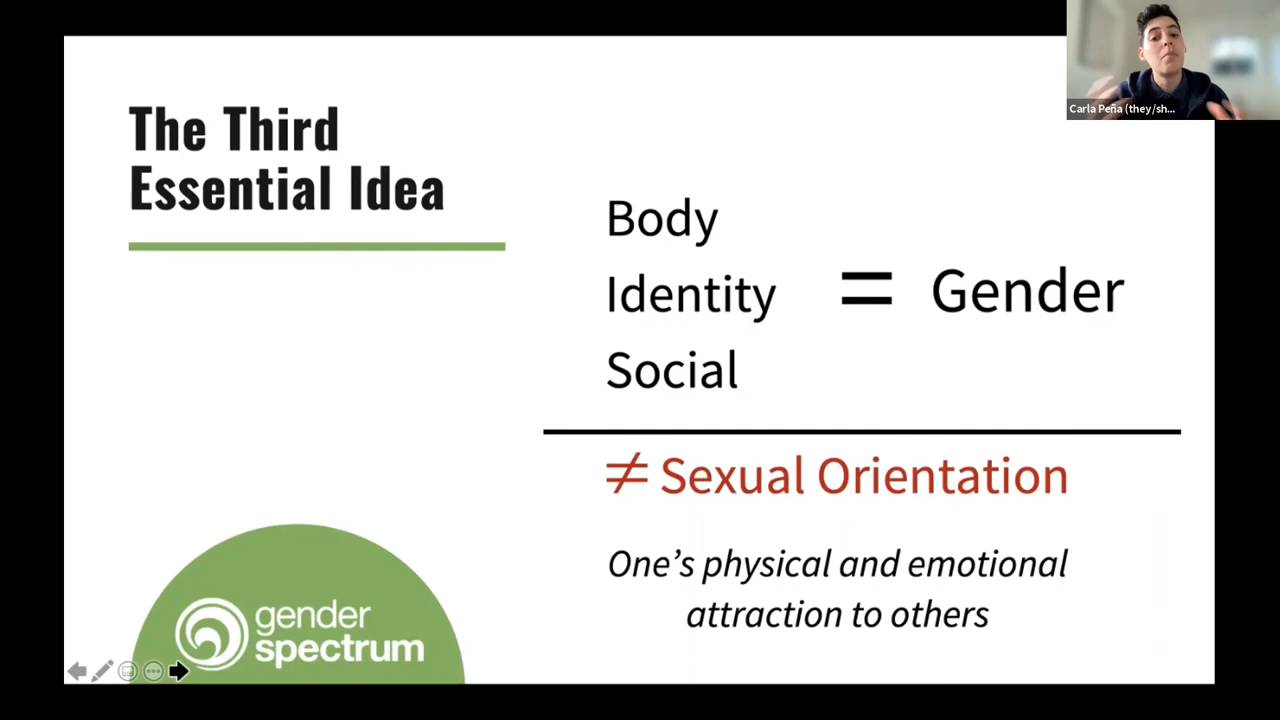 The Third
Essential Idea
Body
Identity
Social
= Gender
≠ Sexual Orientation
One's physical and emotional
attraction to others
gender
spectrum
Carla Peña (they/sh...